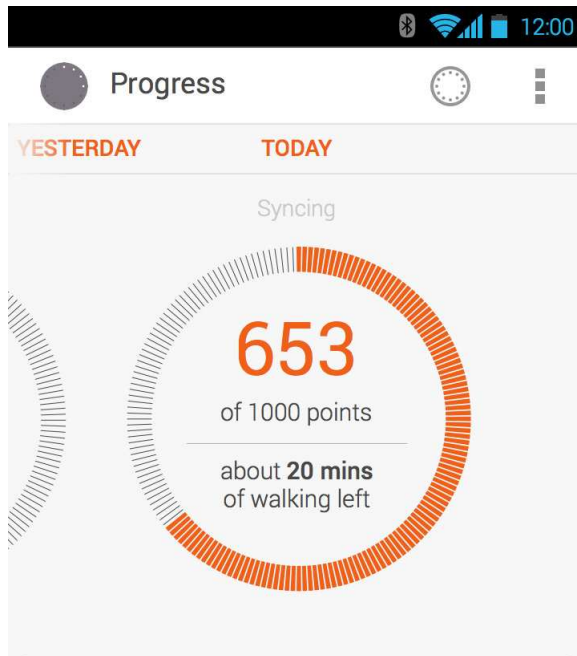 12:00
Progress
YESTERDAY TODAY
Syncing
653
of 1000 points
about 20 mins
of walking left